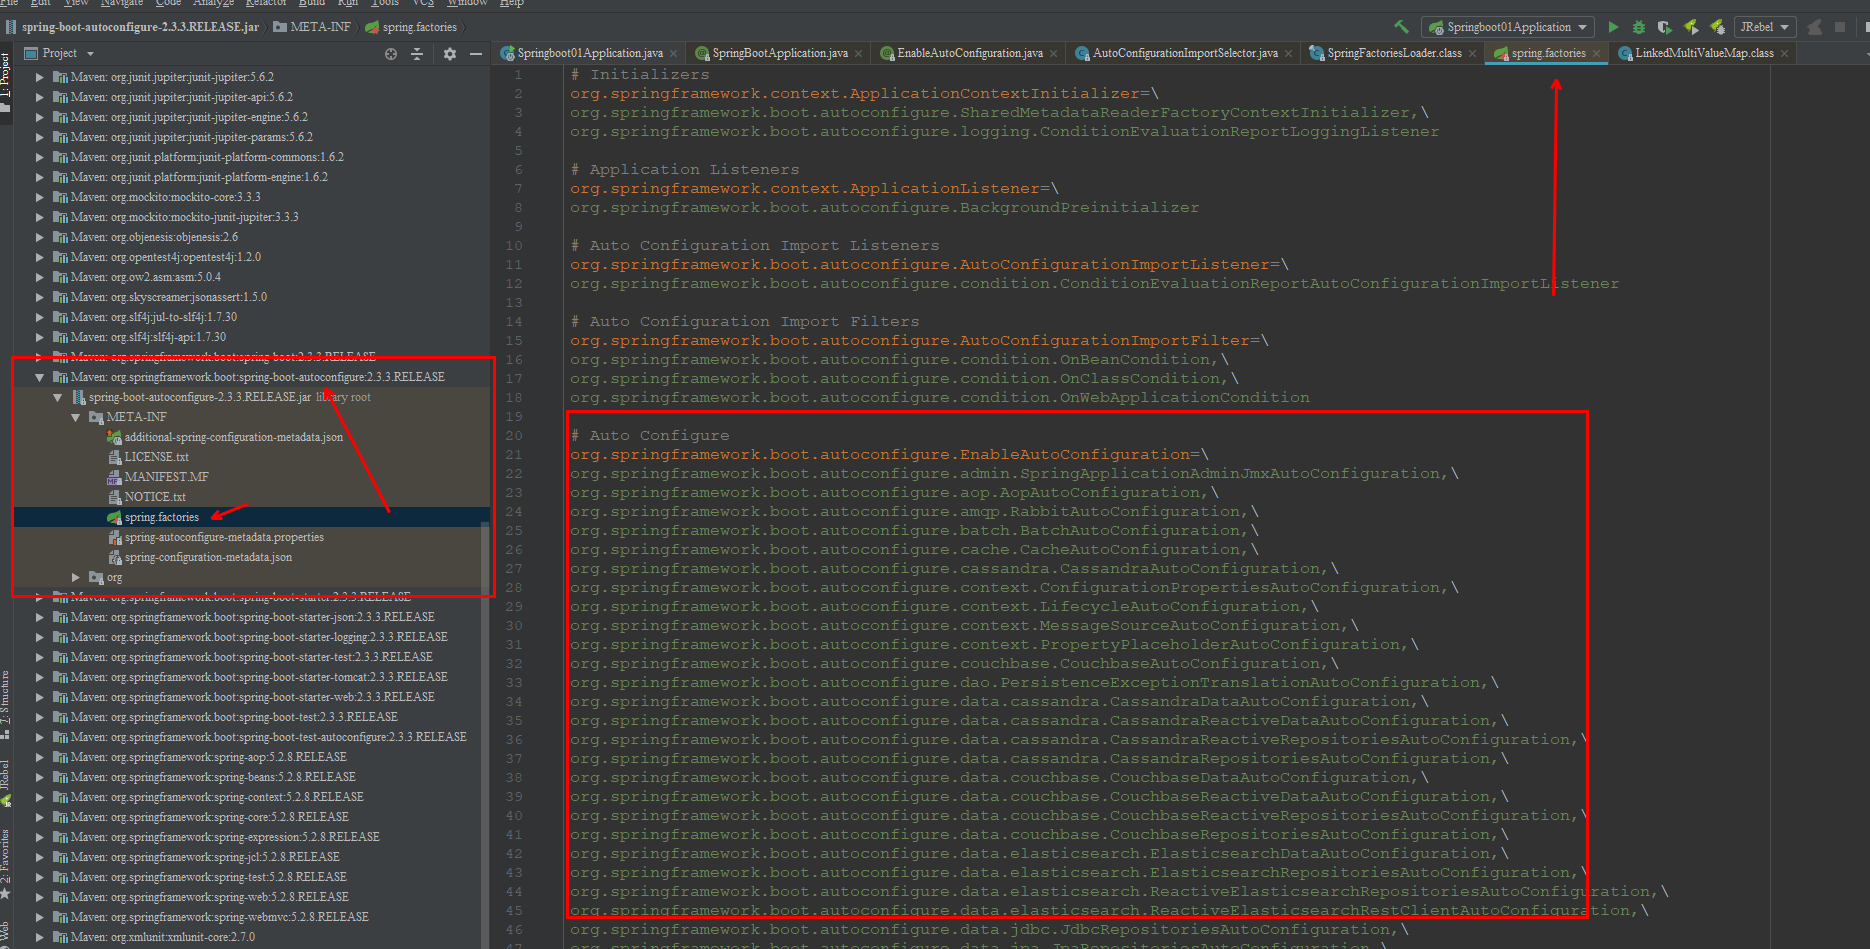 File Edit View Navigate Code Analyze Refactor Build Run Tools VCS Window Help
spring-boot-autoconfigure-2.3.3.RELEASE.jar META-INF spring.factories
Springboot01Application JRebel
Project
Springboot01Application.java SpringBootApplication.java EnableAutoConfiguration.java AutoConfigurationImportSelector.java SpringFactoriesLoader.class spring.factories LinkedMultiValueMap.class
1: Project
7: Structure
JRebel
2: Favorites
Web
Maven: org.junit.jupiter:junit-jupiter:5.6.2
Maven: org.junit.jupiter:junit-jupiter-api:5.6.2
Maven: org.junit.jupiter:junit-jupiter-engine:5.6.2
Maven: org.junit.jupiter:junit-jupiter-params:5.6.2
Maven: org.junit.platform:junit-platform-commons:1.6.2
Maven: org.junit.platform:junit-platform-engine:1.6.2
Maven: org.mockito:mockito-core:3.3.3
Maven: org.mockito:mockito-junit-jupiter:3.3.3
Maven: org.objenesis:objenesis:2.6
Maven: org.opentest4j:opentest4j:1.2.0
Maven: org.ow2.asm:asm:5.0.4
Maven: org.skyscreamer:jsonassert:1.5.0
Maven: org.slf4j:jul-to-slf4j:1.7.30
Maven: org.slf4j:slf4j-api:1.7.30
Maven: org.springframework.boot:spring-boot:2.3.3.RELEASE
Maven: org.springframework.boot:spring-boot-autoconfigure:2.3.3.RELEASE
spring-boot-autoconfigure-2.3.3.RELEASE.jar library root
META-INF
additional-spring-configuration-metadata.json
LICENSE.txt
MANIFEST.MF
NOTICE.txt
spring.factories
spring-autoconfigure-metadata.properties
spring-configuration-metadata.json
org
Maven: org.springframework.boot:spring-boot-starter:2.3.3.RELEASE
Maven: org.springframework.boot:spring-boot-starter-json:2.3.3.RELEASE
Maven: org.springframework.boot:spring-boot-starter-logging:2.3.3.RELEASE
Maven: org.springframework.boot:spring-boot-starter-test:2.3.3.RELEASE
Maven: org.springframework.boot:spring-boot-starter-tomcat:2.3.3.RELEASE
Maven: org.springframework.boot:spring-boot-starter-web:2.3.3.RELEASE
Maven: org.springframework.boot:spring-boot-test:2.3.3.RELEASE
Maven: org.springframework.boot:spring-boot-test-autoconfigure:2.3.3.RELEASE
Maven: org.springframework:spring-aop:5.2.8.RELEASE
Maven: org.springframework:spring-beans:5.2.8.RELEASE
Maven: org.springframework:spring-context:5.2.8.RELEASE
Maven: org.springframework:spring-core:5.2.8.RELEASE
Maven: org.springframework:spring-expression:5.2.8.RELEASE
Maven: org.springframework:spring-jcl:5.2.8.RELEASE
Maven: org.springframework:spring-test:5.2.8.RELEASE
Maven: org.springframework:spring-web:5.2.8.RELEASE
Maven: org.springframework:spring-webmvc:5.2.8.RELEASE
Maven: org.xmlunit:xmlunit-core:2.7.0
1 # Initializers
2 org.springframework.context.ApplicationContextInitializer=\
3 org.springframework.boot.autoconfigure.SharedMetadataReaderFactoryContextInitializer,\
4 org.springframework.boot.autoconfigure.logging.ConditionEvaluationReportLoggingListener
5
6 # Application Listeners
7 org.springframework.context.ApplicationListener=\
8 org.springframework.boot.autoconfigure.BackgroundPreinitializer
9
10 # Auto Configuration Import Listeners
11 org.springframework.boot.autoconfigure.AutoConfigurationImportListener=\
12 org.springframework.boot.autoconfigure.condition.ConditionEvaluationReportAutoConfigurationImportListener
13
14 # Auto Configuration Import Filters
15 org.springframework.boot.autoconfigure.AutoConfigurationImportFilter=\
16 org.springframework.boot.autoconfigure.condition.OnBeanCondition,\
17 org.springframework.boot.autoconfigure.condition.OnClassCondition,\
18 org.springframework.boot.autoconfigure.condition.OnWebApplicationCondition
19
20 # Auto Configure
21 org.springframework.boot.autoconfigure.EnableAutoConfiguration=\
22 org.springframework.boot.autoconfigure.admin.SpringApplicationAdminJmxAutoConfiguration,\
23 org.springframework.boot.autoconfigure.aop.AopAutoConfiguration,\
24 org.springframework.boot.autoconfigure.amqp.RabbitAutoConfiguration,\
25 org.springframework.boot.autoconfigure.batch.BatchAutoConfiguration,\
26 org.springframework.boot.autoconfigure.cache.CacheAutoConfiguration,\
27 org.springframework.boot.autoconfigure.cassandra.CassandraAutoConfiguration,\
28 org.springframework.boot.autoconfigure.context.ConfigurationPropertiesAutoConfiguration,\
29 org.springframework.boot.autoconfigure.context.LifecycleAutoConfiguration,\
30 org.springframework.boot.autoconfigure.context.MessageSourceAutoConfiguration,\
31 org.springframework.boot.autoconfigure.context.PropertyPlaceholderAutoConfiguration,\
32 org.springframework.boot.autoconfigure.couchbase.CouchbaseAutoConfiguration,\
33 org.springframework.boot.autoconfigure.dao.PersistenceExceptionTranslationAutoConfiguration,\
34 org.springframework.boot.autoconfigure.data.cassandra.CassandraDataAutoConfiguration,\
35 org.springframework.boot.autoconfigure.data.cassandra.CassandraReactiveDataAutoConfiguration,\
36 org.springframework.boot.autoconfigure.data.cassandra.CassandraReactiveRepositoriesAutoConfiguration,\
37 org.springframework.boot.autoconfigure.data.cassandra.CassandraRepositoriesAutoConfiguration,\
38 org.springframework.boot.autoconfigure.data.couchbase.CouchbaseDataAutoConfiguration,\
39 org.springframework.boot.autoconfigure.data.couchbase.CouchbaseReactiveDataAutoConfiguration,\
40 org.springframework.boot.autoconfigure.data.couchbase.CouchbaseReactiveRepositoriesAutoConfiguration,\
41 org.springframework.boot.autoconfigure.data.couchbase.CouchbaseRepositoriesAutoConfiguration,\
42 org.springframework.boot.autoconfigure.data.elasticsearch.ElasticsearchDataAutoConfiguration,\
43 org.springframework.boot.autoconfigure.data.elasticsearch.ElasticsearchRepositoriesAutoConfiguration,\
44 org.springframework.boot.autoconfigure.data.elasticsearch.ReactiveElasticsearchRepositoriesAutoConfiguration,\
45 org.springframework.boot.autoconfigure.data.elasticsearch.ReactiveElasticsearchRestClientAutoConfiguration,\
46 org.springframework.boot.autoconfigure.data.jdbc.JdbcRepositoriesAutoConfiguration,\
47 org.springframework.boot.autoconfigure.data.jpa.JpaRepositoriesAutoConfiguration,\